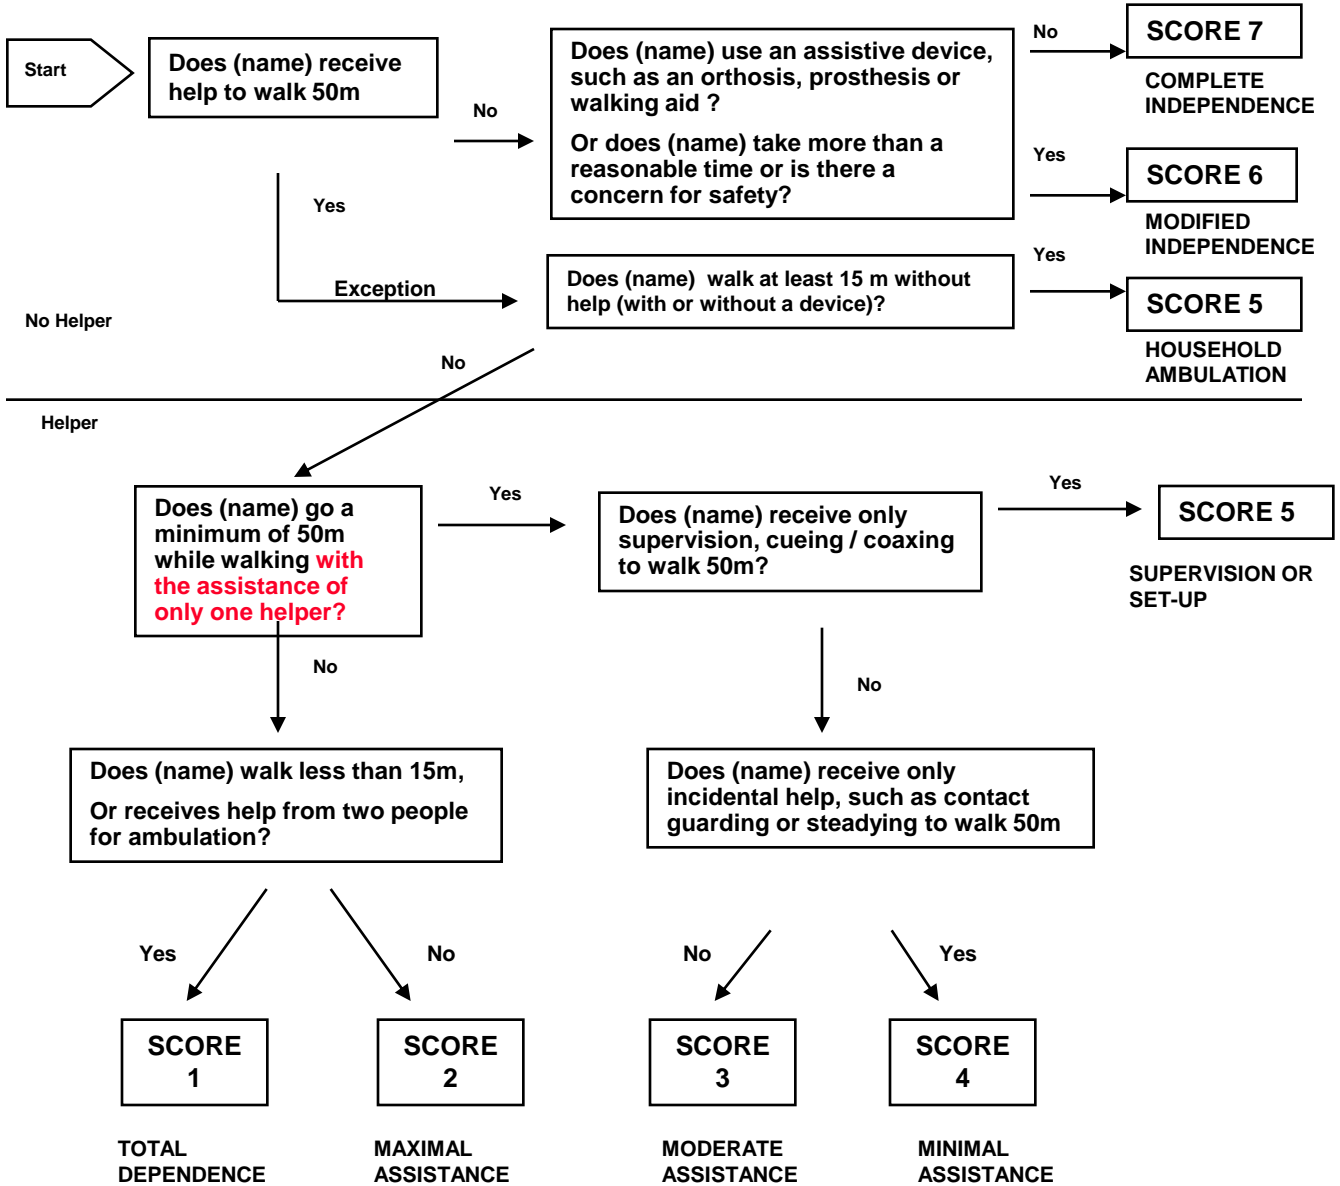 Start
Does (name) receive
help to walk 50m
No
Does (name) use an assistive device,
such as an orthosis, prosthesis or
walking aid ?
Or does (name) take more than a
reasonable time or is there a
concern for safety?
No
SCORE 7
COMPLETE
INDEPENDENCE
Yes
SCORE 6
MODIFIED
INDEPENDENCE
Yes
Exception
Does (name) walk at least 15 m without
help (with or without a device)?
Yes
SCORE 5
HOUSEHOLD
AMBULATION
No Helper
No
Helper
Does (name) go a
minimum of 50m
while walking with
the assistance of
only one helper?
Yes
Does (name) receive only
supervision, cueing / coaxing
to walk 50m?
Yes
SCORE 5
SUPERVISION OR
SET-UP
No
No
Does (name) walk less than 15m,
Or receives help from two people
for ambulation?
Does (name) receive only
incidental help, such as contact
guarding or steadying to walk 50m
Yes
No
No
Yes
SCORE
1
SCORE
2
SCORE
3
SCORE
4
TOTAL
DEPENDENCE
MAXIMAL
ASSISTANCE
MODERATE
ASSISTANCE
MINIMAL
ASSISTANCE